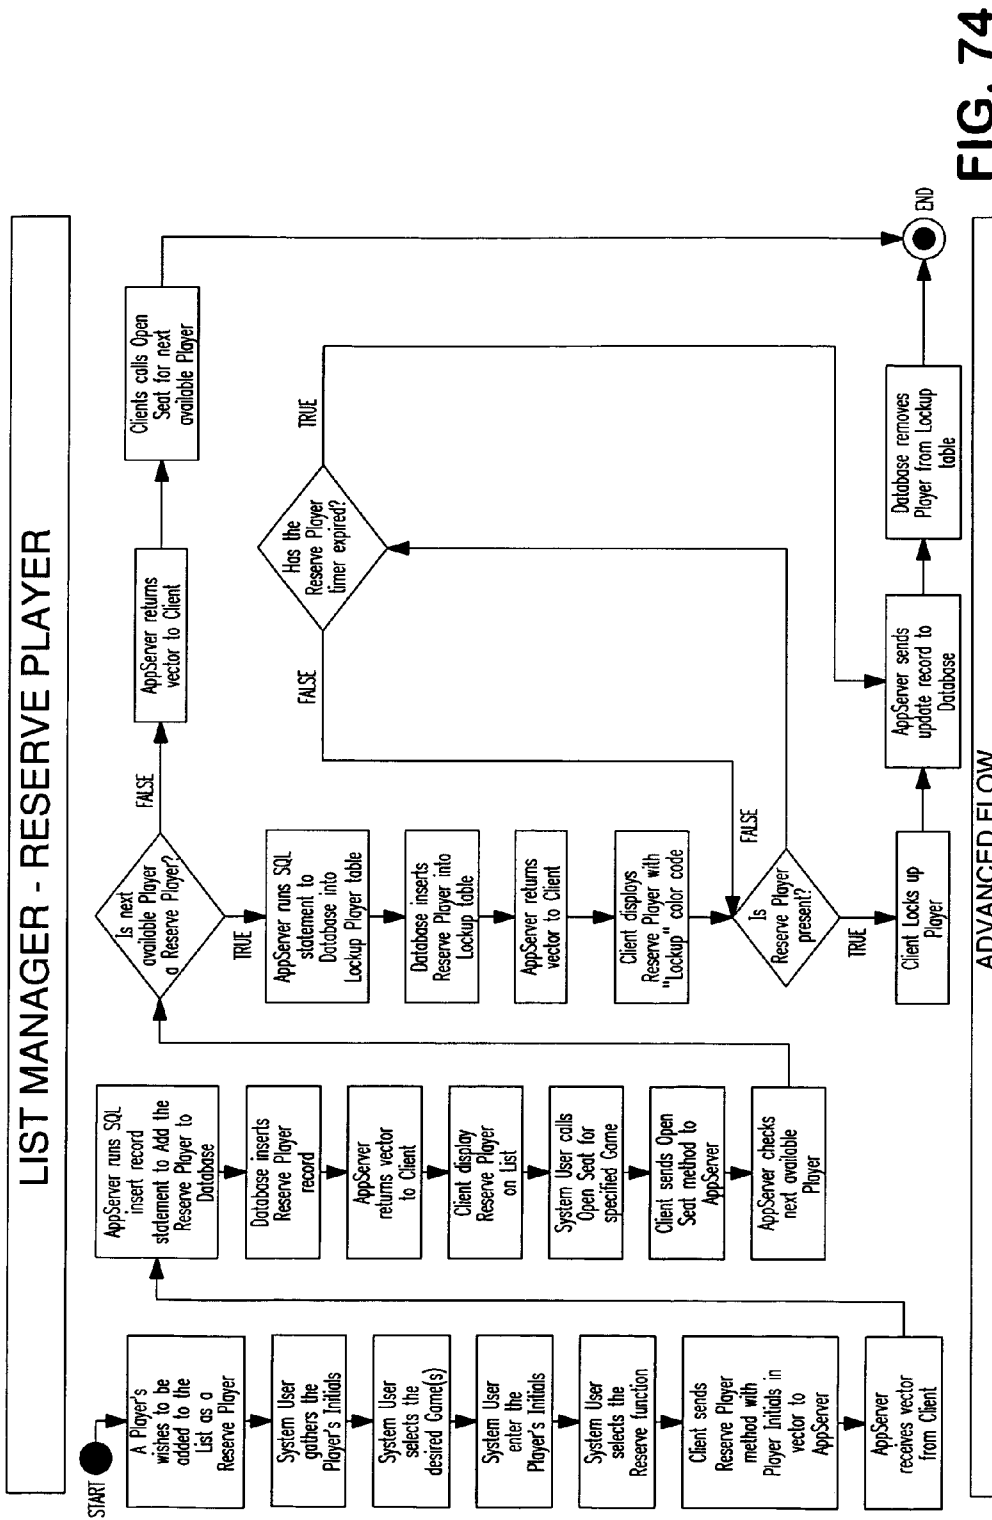 LIST MANAGER - RESERVE PLAYER
START
A Player's
wishes to be
added to the
List as a
Reserve Player
System User
gathers the
Player's Initials
System User
selects the
desired Game(s)
System User
enter the
Player's Initials
System User
selects the
Reserve function
Client sends
Reserve Player
method with
Player Initials in
vector to
AppServer
AppServer
receives vector
from Client
AppServer runs SQL
insert record
statement to Add the
Reserve Player to
Database
Database inserts
Reserve Player
record
AppServer
returns vector
to Client
Client display
Reserve Player
on List
System User calls
Open Seat for
specified Game
Client sends Open
Seat method to
AppServer
AppServer checks
next available
Player
Is next
available Player
a Reserve Player?
FALSE
TRUE
AppServer returns
vector to Client
Clients calls Open
Seat for next
available Player
AppServer runs SQL
statement to
Database into
Lockup Player table
Database inserts
Reserve Player into
Lockup table
AppServer returns
vector to Client
Client displays
Reserve Player with
"Lockup" color code
Is
Reserve Player
present?
FALSE
TRUE
Has the
Reserve Player
timer expired?
FALSE
TRUE
Client Locks up
Player
AppServer sends
update record to
Database
Database removes
Player from Lockup
table
END
ADVANCED FLOW
FIG. 74